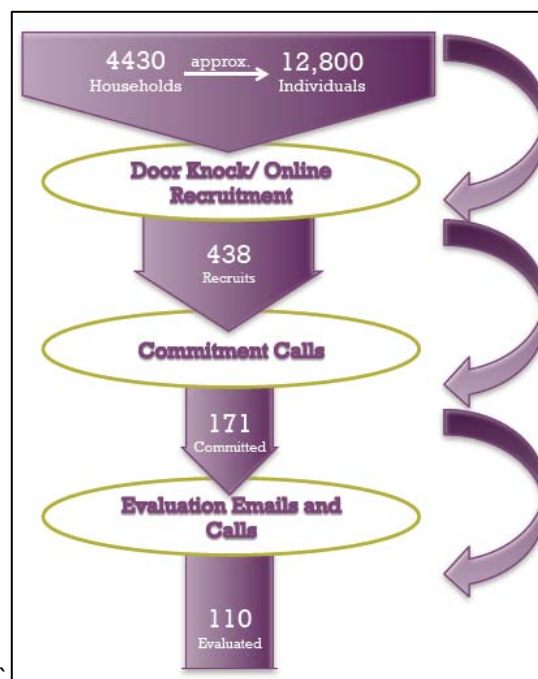 4430 approx. 12,800
Households Individuals
Door Knock/ Online
Recruitment
438
Recruits
Commitment Calls
171
Committed
Evaluation Emails and
Calls
110
Evaluated
`